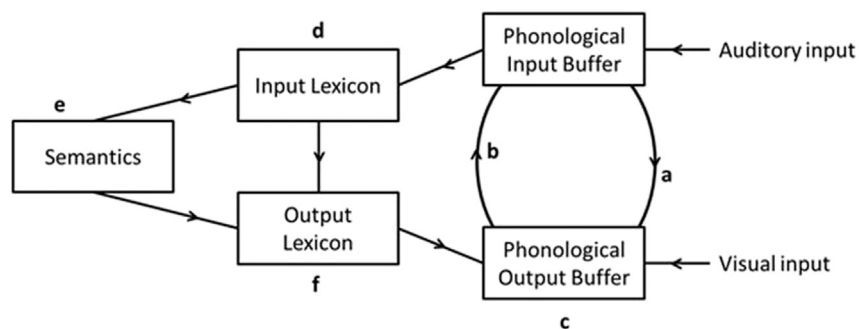 d
Phonological
Input Buffer
Auditory input
Input Lexicon
e
Semantics
b
a
Output
Lexicon
f
Phonological
Output Buffer
Visual input
c